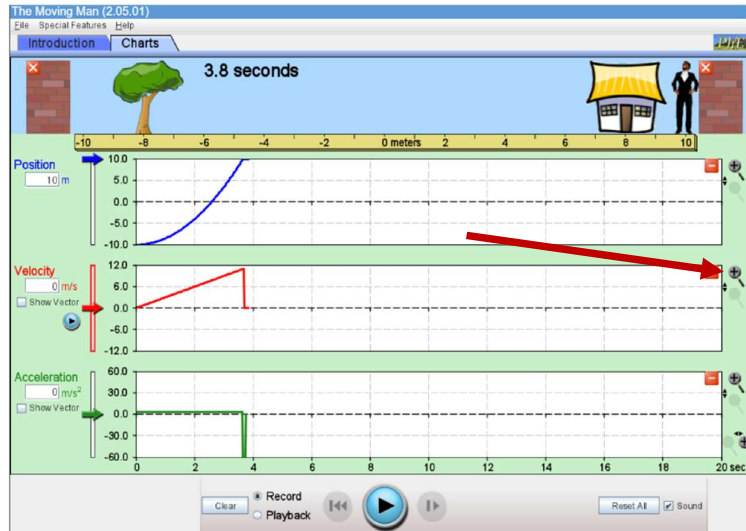 The Moving Man (2.05.01)
File Special Features Help
Introduction Charts
3.8 seconds
-10 -8 -6 -4 -2 0 meters 2 4 6 8 10
Position
10 m
10.0
5.0
0.0
-5.0
-10.0
Velocity
0 m/s
Show Vector
12.0
6.0
0.0
-6.0
-12.0
Acceleration
0 m/s²
Show Vector
60.0
30.0
0.0
-30.0
-60.0
0 2 4 6 8 10 12 14 16 18 20 sec
Clear
Record
Playback
Reset All
Sound